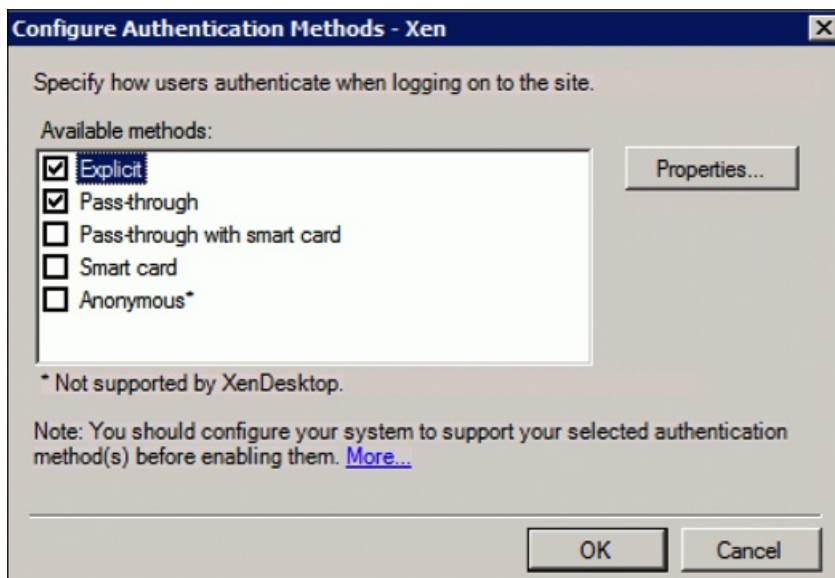 Configure Authentication Methods - Xen
Specify how users authenticate when logging on to the site.
Available methods:
Explicit
Properties...
Pass-through
Pass-through with smart card
Smart card
Anonymous*
* Not supported by XenDesktop.
Note: You should configure your system to support your selected authentication
method(s) before enabling them. More...
OK
Cancel